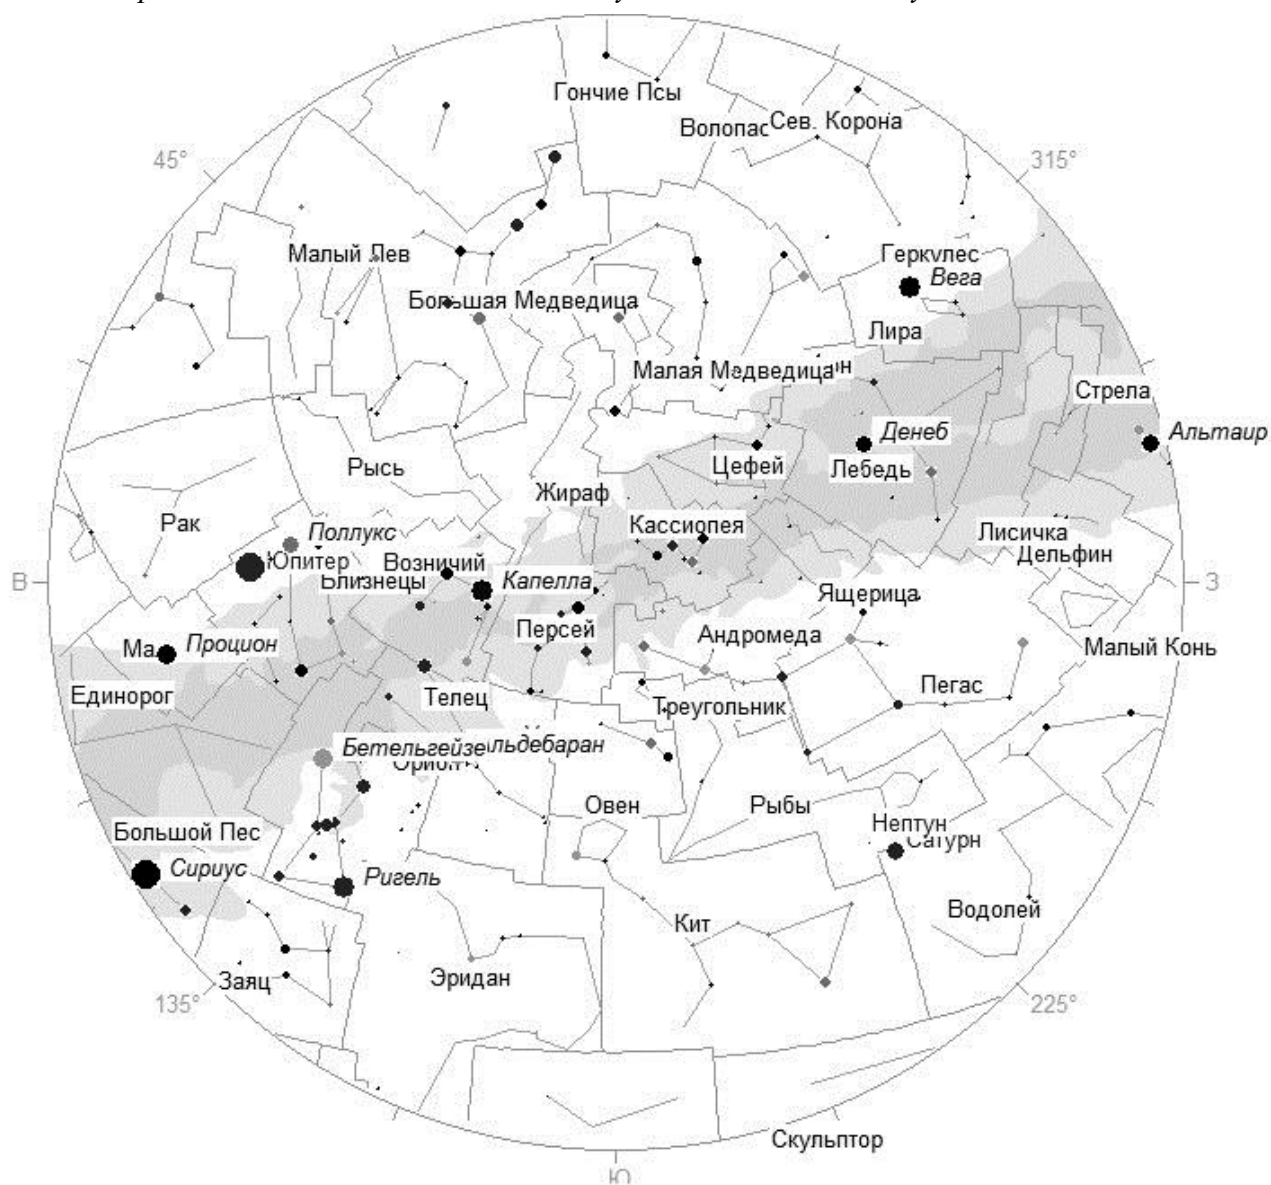 Гончие Псы
Волопас
Сев. Корона
45°
315°
Малый Лев
Геркулес
Вега
Большая Медведица
Лира
Малая Медведица
Стрела
Денеб
Альтаир
Рысь
Цефей
Лебедь
Жираф
Рак
Кассиопея
Поллукс
Лисичка
Юпитер
Возничий
Дельфин
Близнецы
Капелла
В
З
Ящерица
Персей
Андромеда
Процион
Малый Конь
Единорог
Телец
Пегас
Треугольник
Бетельгейзе
Овен
Рыбы
Большой Пес
Нептун
Сатурн
Сириус
Ригель
Водолей
Кит
Заяц
Эридан
135°
225°
Скульптор
Ю